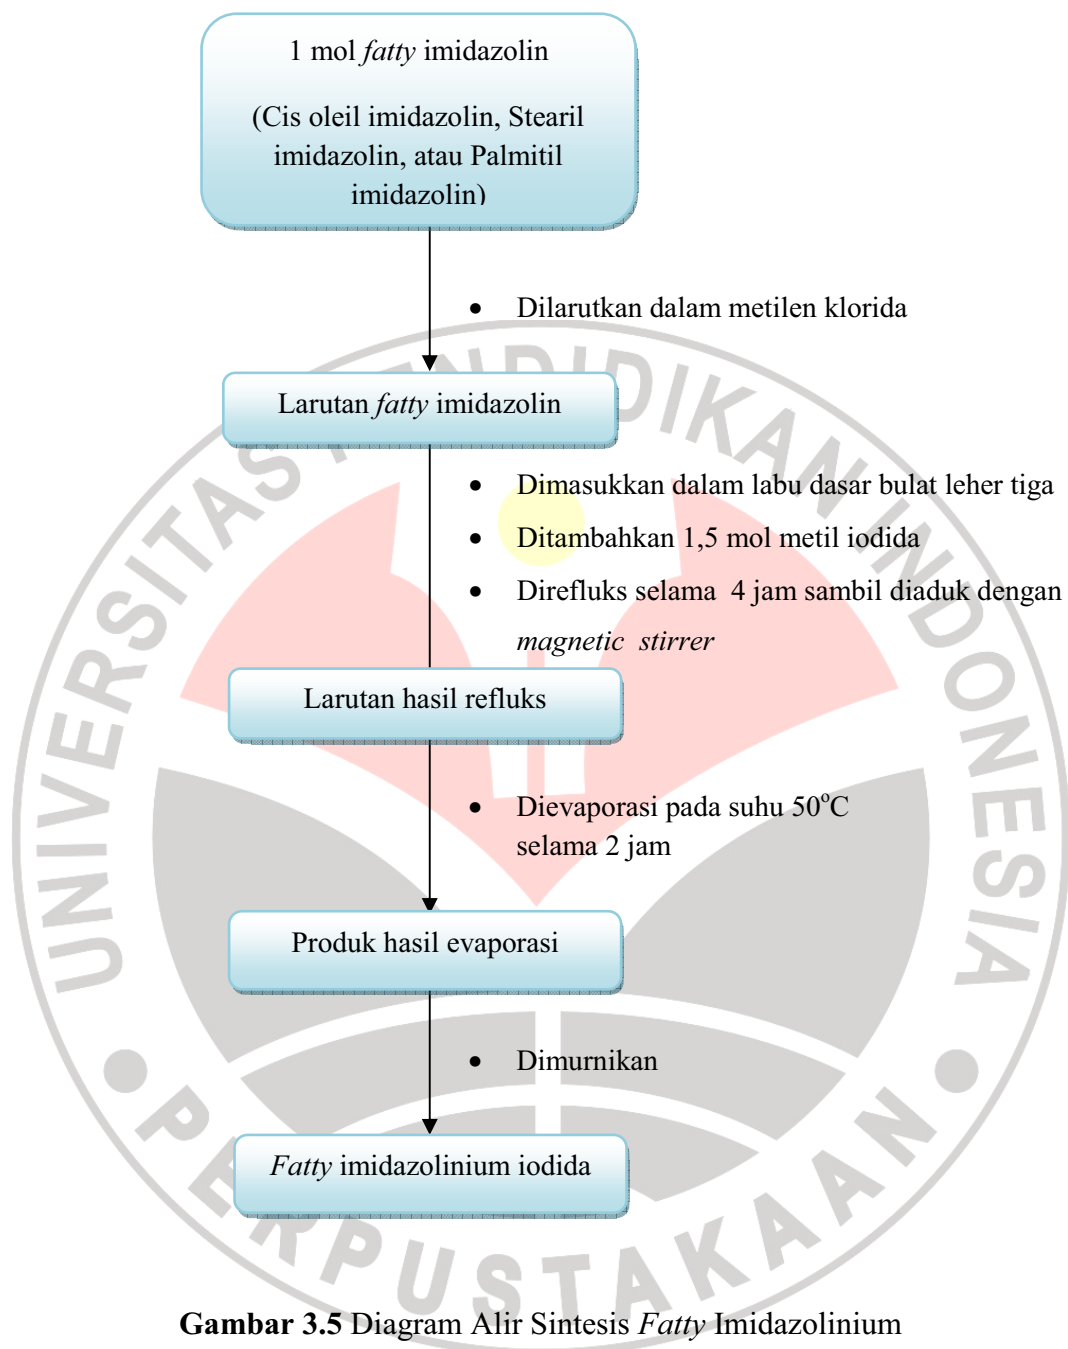 1 mol fatty imidazolin
(Cis oleil imidazolin, Stearil
imidazolin, atau Palmitil
imidazolin)
• Dilarutkan dalam metilen klorida
Larutan fatty imidazolin
• Dimasukkan dalam labu dasar bulat leher tiga
• Ditambahkan 1,5 mol metil iodida
• Direfluks selama 4 jam sambil diaduk dengan
magnetic stirrer
Larutan hasil refluks
• Dievaporasi pada suhu 50°C
selama 2 jam
Produk hasil evaporasi
• Dimurnikan
Fatty imidazolinium iodida
Gambar 3.5 Diagram Alir Sintesis Fatty Imidazolinium
UNIVERSITAS PENDIDIKAN INDONESIA
PERPUSTAKAAN